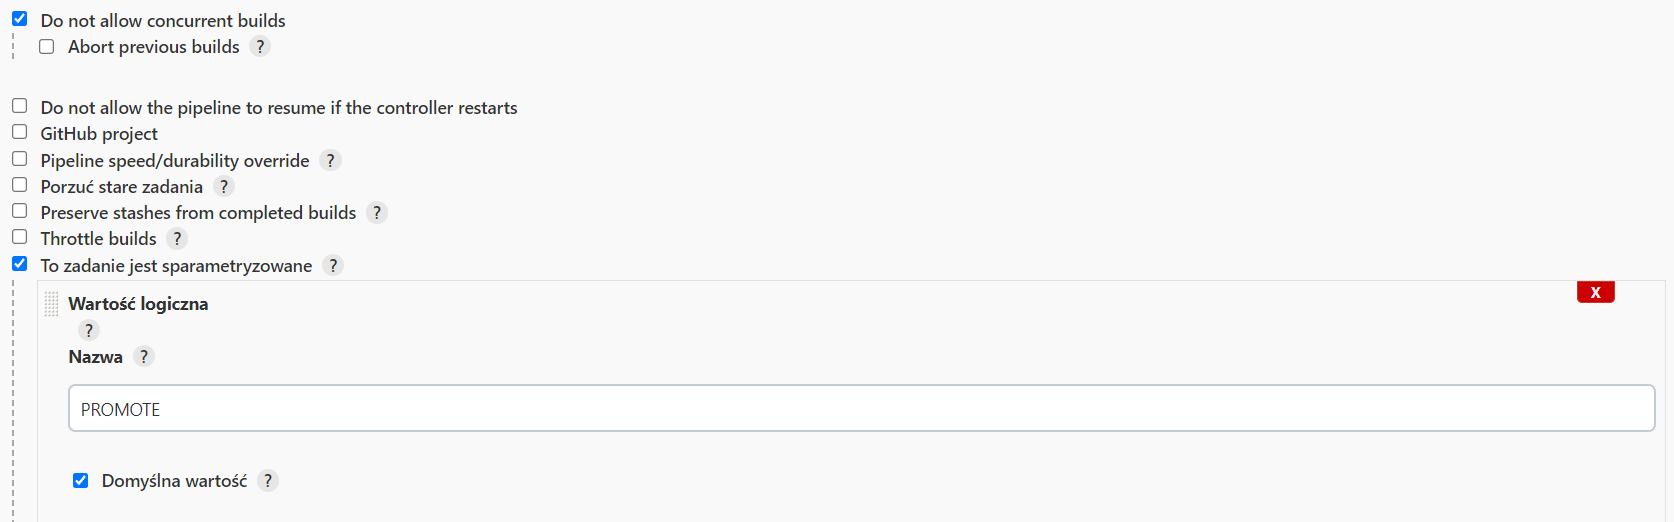 Do not allow concurrent builds
Abort previous builds ?
Do not allow the pipeline to resume if the controller restarts
GitHub project
Pipeline speed/durability override ?
Porzuć stare zadania ?
Preserve stashes from completed builds ?
Throttle builds ?
To zadanie jest sparametryzowane ?
X
Wartość logiczna
?
Nazwa ?
PROMOTE
Domyślna wartość ?